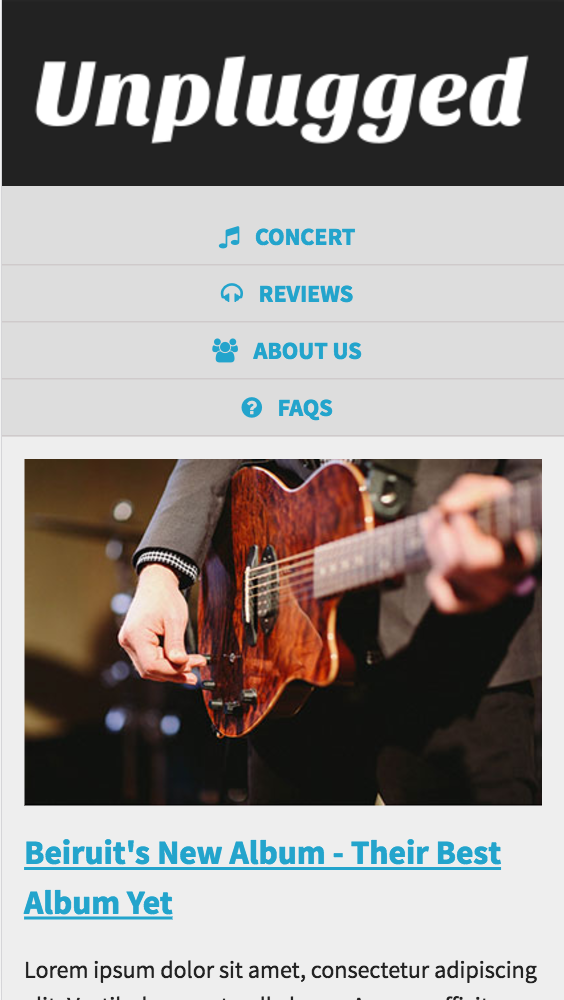 Unplugged
CONCERT
REVIEWS
ABOUT US
FAQS
Beiruit's New Album - Their Best
Album Yet
Lorem ipsum dolor sit amet, consectetur adipiscing